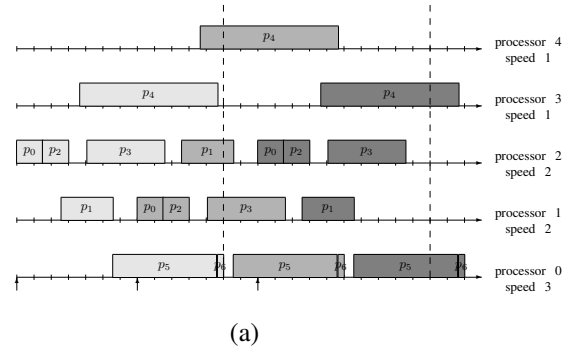 p4
processor 4
speed 1
p4 p4
processor 3
speed 1
p0 p2 p3 p1 p0 p2 p3
processor 2
speed 2
p1 p0 p2 p3 p1
processor 1
speed 2
p5 p6 p5 p6 p5 p6
processor 0
speed 3
(a)